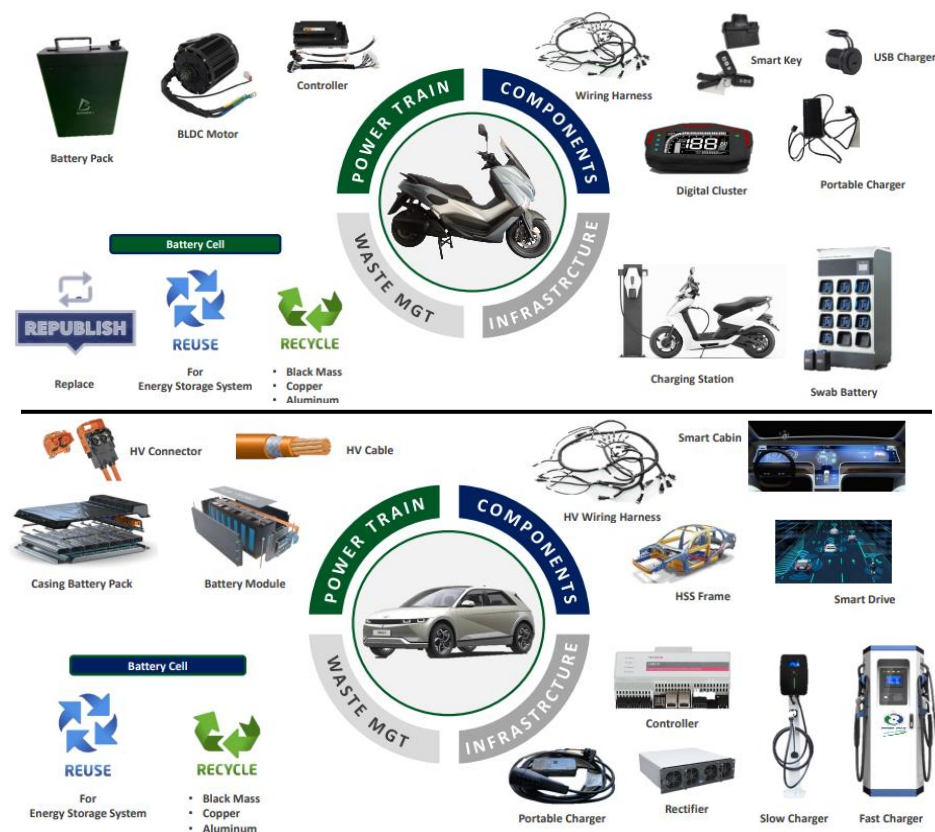 Battery Pack
BLDC Motor
Controller
Wiring Harness
Smart Key
USB Charger
Digital Cluster
Portable Charger
POWER TRAIN
COMPONENTS
WASTE MGT
INFRASTRCTURE
188
Battery Cell
REPUBLISH
Replace
REUSE
For
Energy Storage System
RECYCLE
• Black Mass
• Copper
• Aluminum
Charging Station
Swab Battery
HV Connector
HV Cable
Casing Battery Pack
Battery Module
HV Wiring Harness
Smart Cabin
HSS Frame
Smart Drive
POWER TRAIN
COMPONENTS
WASTE MGT
INFRASTRCTURE
Battery Cell
REUSE
For
Energy Storage System
RECYCLE
• Black Mass
• Copper
• Aluminum
Controller
Portable Charger
Rectifier
Slow Charger
Fast Charger